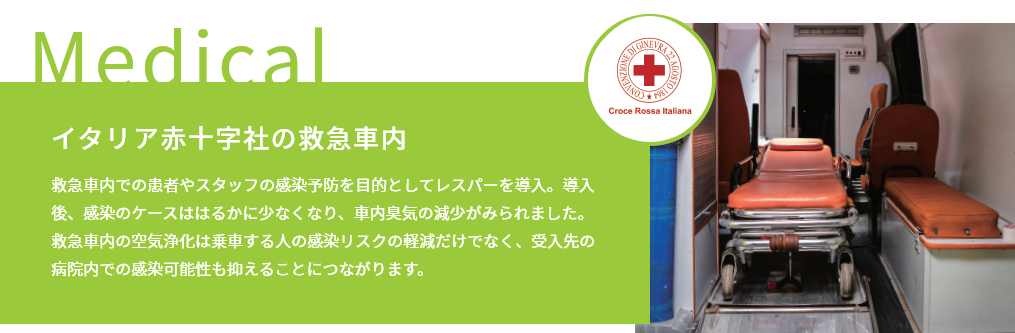 Medical
イタリア赤十字社の救急車内
救急車内での患者やスタッフの感染予防を目的としてレスパーを導入。導入
後、感染のケースははるかに少なくなり、車内臭気の減少がみられました。
救急車内の空気浄化は乗車する人の感染リスクの軽減だけでなく、受入先の
病院内での感染可能性も抑えることにつながります。
CONVENZIONE DI GINEVRA 22 AGOSTO 1864
Croce Rossa Italiana